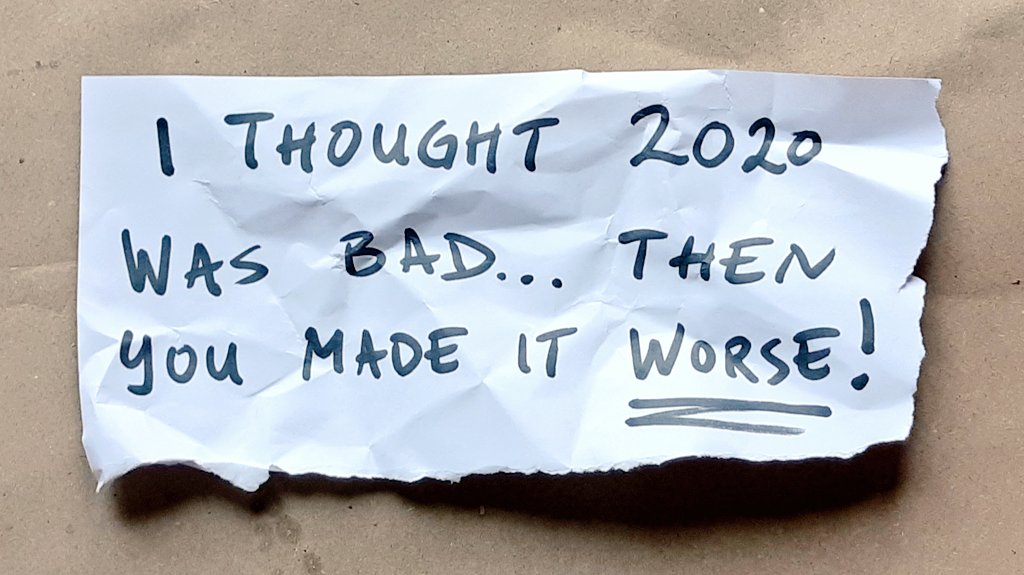 I THOUGHT 2020
WAS BAD... THEN
YOU MADE IT WORSE!